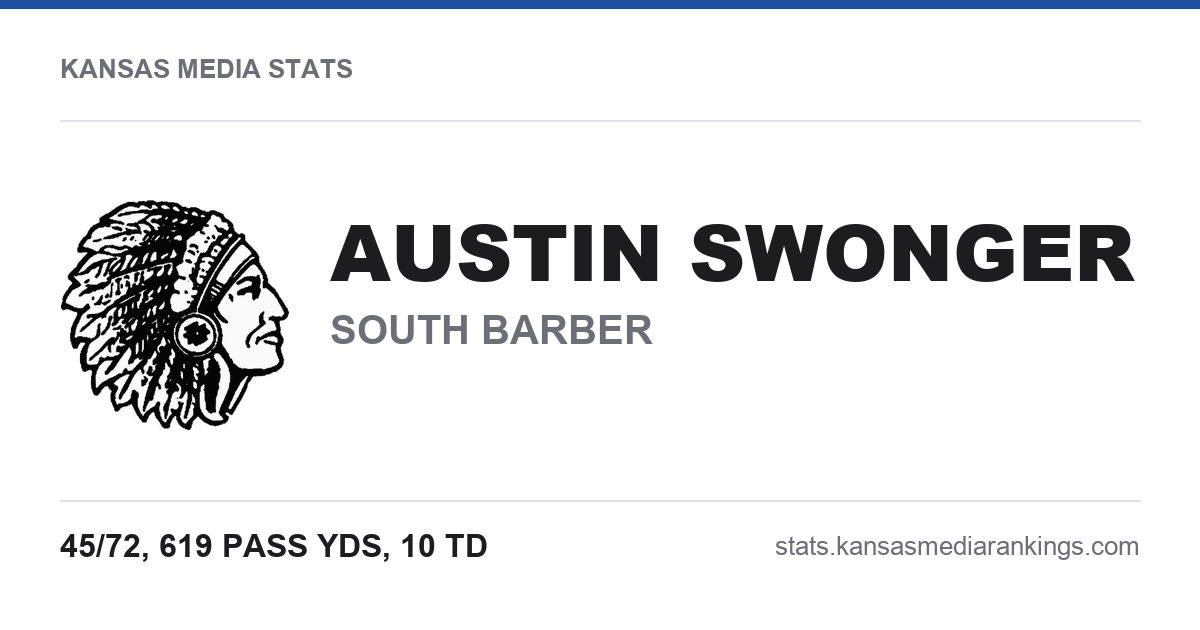 KANSAS MEDIA STATS
AUSTIN SWONGER
SOUTH BARBER
45/72, 619 PASS YDS, 10 TD
stats.kansasmediarankings.com